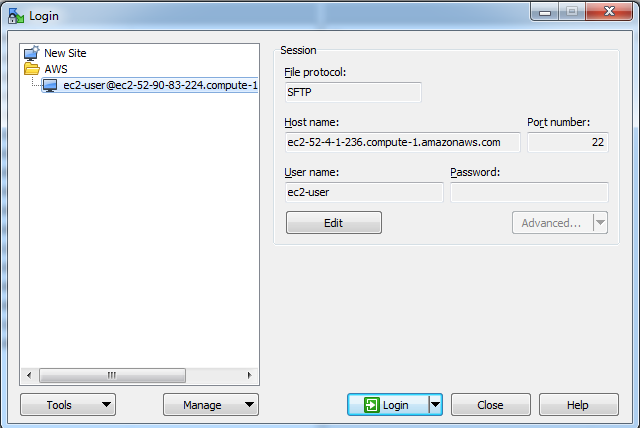 Login
New Site
AWS
ec2-user@ec2-52-90-83-224.compute-1
Session
File protocol:
SFTP
Host name:
Port number:
ec2-52-4-1-236.compute-1.amazonaws.com
22
User name:
Password:
ec2-user
Edit
Advanced...
Tools
Manage
Login
Close
Help